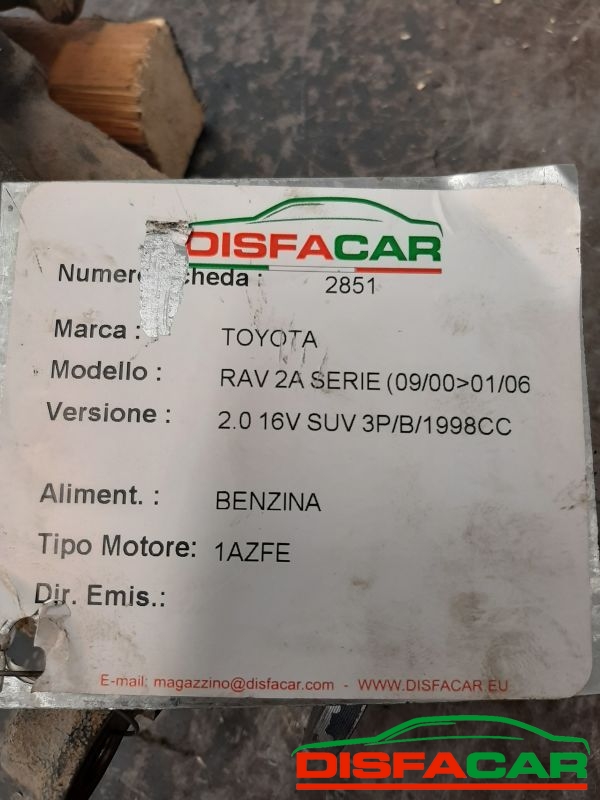 DISFACAR
Numero cheda : 2851
Marca : TOYOTA
Modello : RAV 2A SERIE (09/00>01/06
Versione : 2.0 16V SUV 3P/B/1998CC
Aliment. : BENZINA
Tipo Motore: 1AZFE
Dir. Emis.:
E-mail: magazzino@disfacar.com - WWW.DISFACAR.EU
DISFACAR